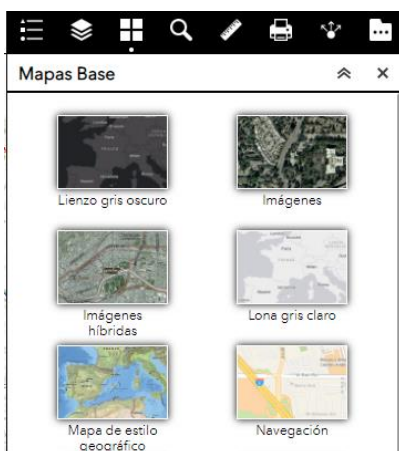 Mapas Base
Lienzo gris oscuro
Imágenes
Imágenes
híbridas
Lona gris claro
Mapa de estilo
geográfico
Navegación